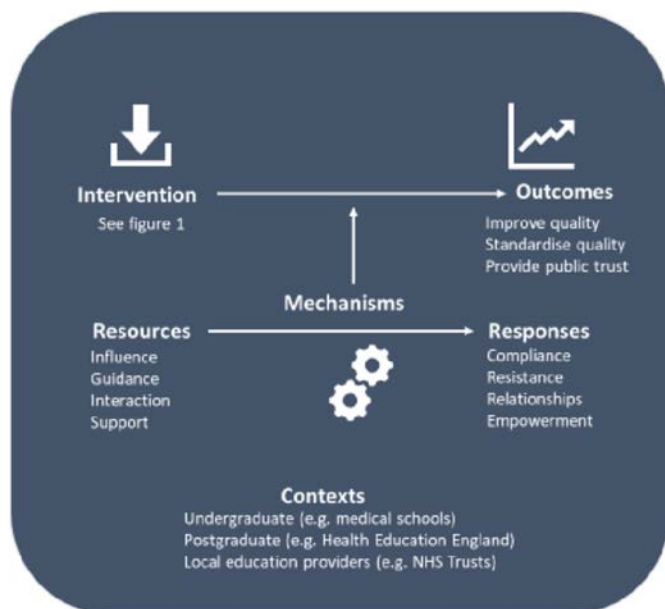 Intervention
See figure 1
Outcomes
Improve quality
Standardise quality
Provide public trust
Mechanisms
Resources
Influence
Guidance
Interaction
Support
Responses
Compliance
Resistance
Relationships
Empowerment
Contexts
Undergraduate (e.g. medical schools)
Postgraduate (e.g. Health Education England)
Local education providers (e.g. NHS Trusts)